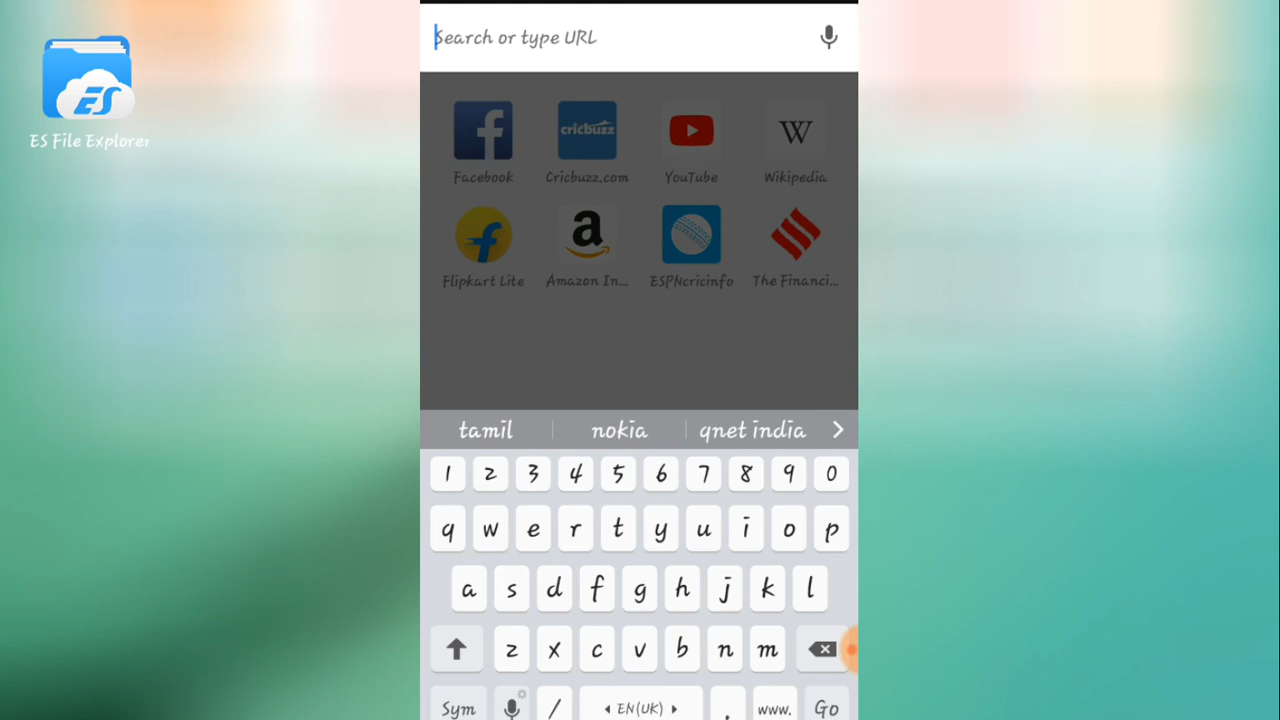 Search or type URL
ES
ES File Explorer
f
cricbuzz
W
Facebook
Cricbuzz.com
YouTube
Wikipedia
f
a
Flipkart Lite
Amazon In...
ESPNcricinfo
The Financi...
tamil
nokia
qnet india
1 2 3 4 5 6 7 8 9 0
q w e r t y u i o p
a s d f g h j k l
z x c v b n m
Sym / EN(UK) . www. Go